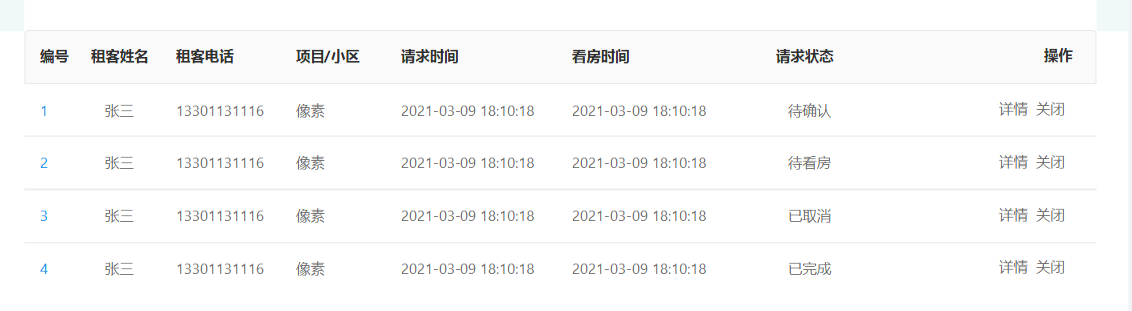 编号 租客姓名 租客电话 项目/小区 请求时间 看房时间 请求状态 操作
1 张三 13301131116 像素 2021-03-09 18:10:18 2021-03-09 18:10:18 待确认 详情 关闭
2 张三 13301131116 像素 2021-03-09 18:10:18 2021-03-09 18:10:18 待看房 详情 关闭
3 张三 13301131116 像素 2021-03-09 18:10:18 2021-03-09 18:10:18 已取消 详情 关闭
4 张三 13301131116 像素 2021-03-09 18:10:18 2021-03-09 18:10:18 已完成 详情 关闭